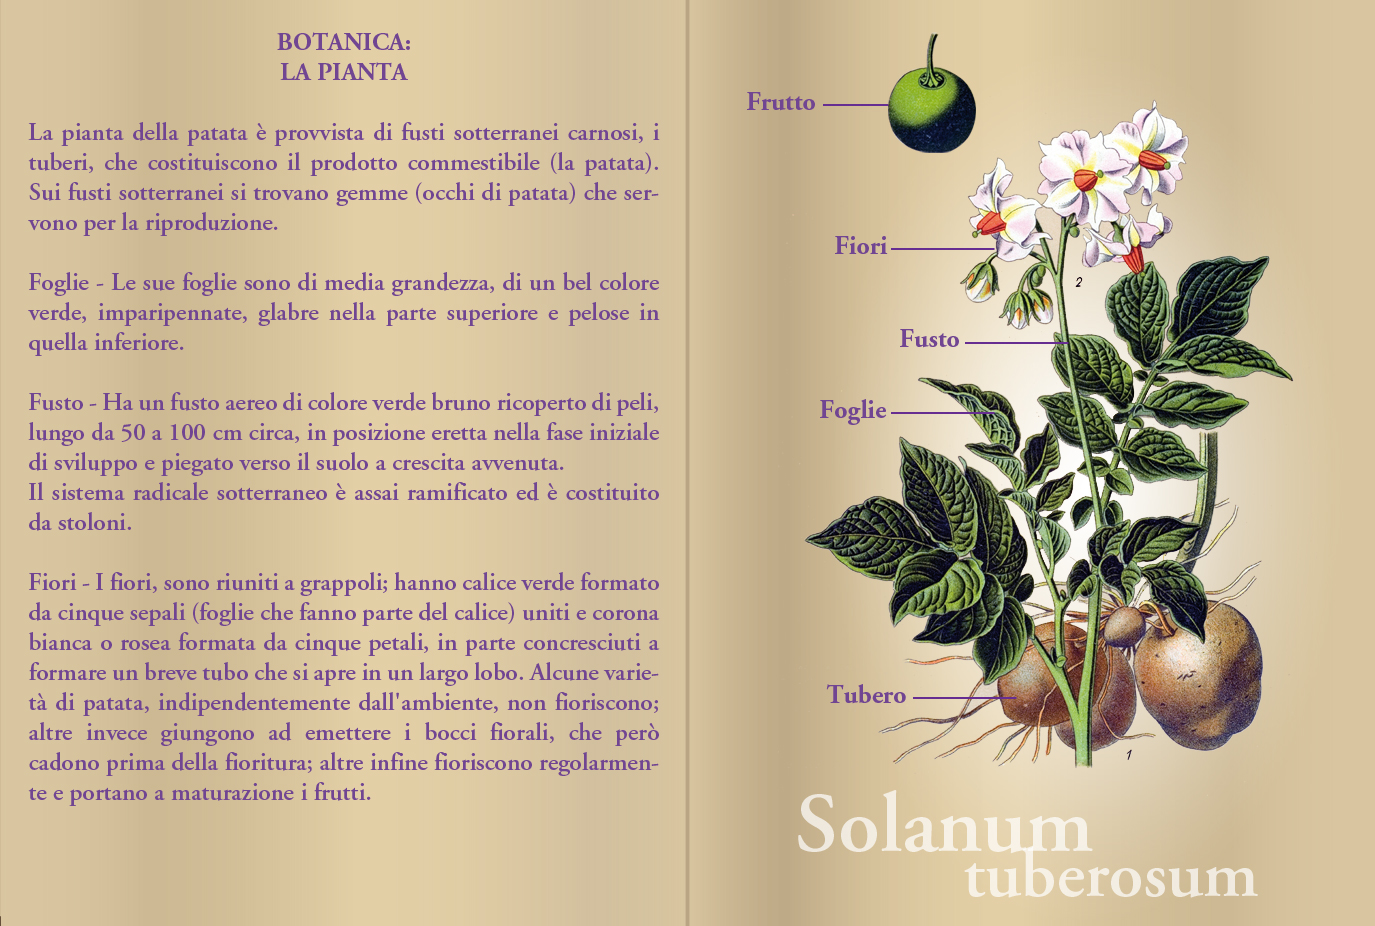 BOTANICA:
LA PIANTA
La pianta della patata è provvista di fusti sotterranei carnosi, i
tuberi, che costituiscono il prodotto commestibile (la patata).
Sui fusti sotterranei si trovano gemme (occhi di patata) che ser-
vono per la riproduzione.
Foglie - Le sue foglie sono di media grandezza, di un bel colore
verde, imparipennate, glabre nella parte superiore e pelose in
quella inferiore.
Fusto - Ha un fusto aereo di colore verde bruno ricoperto di peli,
lungo da 50 a 100 cm circa, in posizione eretta nella fase iniziale
di sviluppo e piegato verso il suolo a crescita avvenuta.
Il sistema radicale sotterraneo è assai ramificato ed è costituito
da stoloni.
Fiori - I fiori, sono riuniti a grappoli; hanno calice verde formato
da cinque sepali (foglie che fanno parte del calice) uniti e corona
bianca o rosea formata da cinque petali, in parte concresciuti a
formare un breve tubo che si apre in un largo lobo. Alcune varie-
tà di patata, indipendentemente dall'ambiente, non fioriscono;
altre invece giungono ad emettere i bocci fiorali, che però
cadono prima della fioritura; altre infine fioriscono regolarmen-
te e portano a maturazione i frutti.
Frutto
Fiori
2
Fusto
Foglie
Tubero
1
Solanum
tuberosum